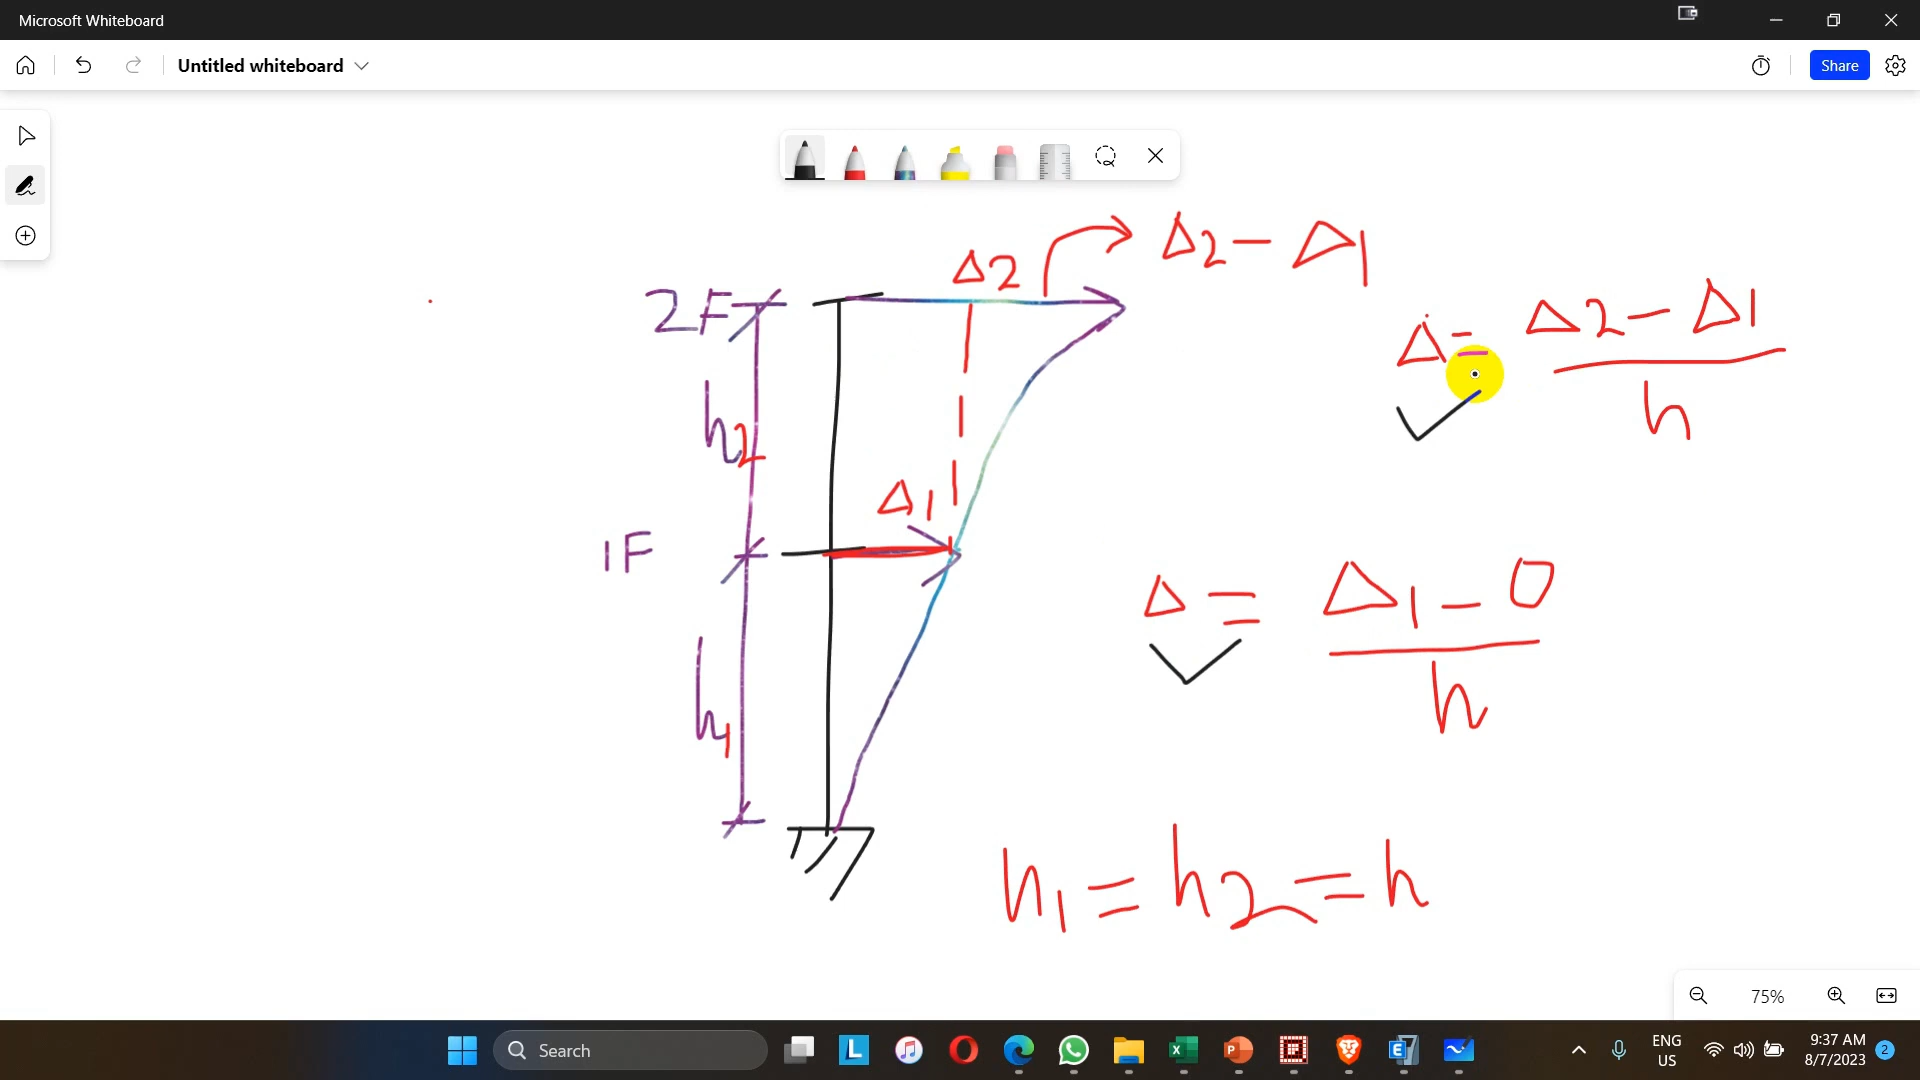 Microsoft Whiteboard
Untitled whiteboard
Share
Δ2 Δ2 - Δ1
2F
Δ = Δ2 - Δ1
h
h2
Δ1
1F
Δ = Δ1 - 0
h
h1
h1 = h2 = h
75%
Search
L
ENG
US
9:37 AM
8/7/2023
2